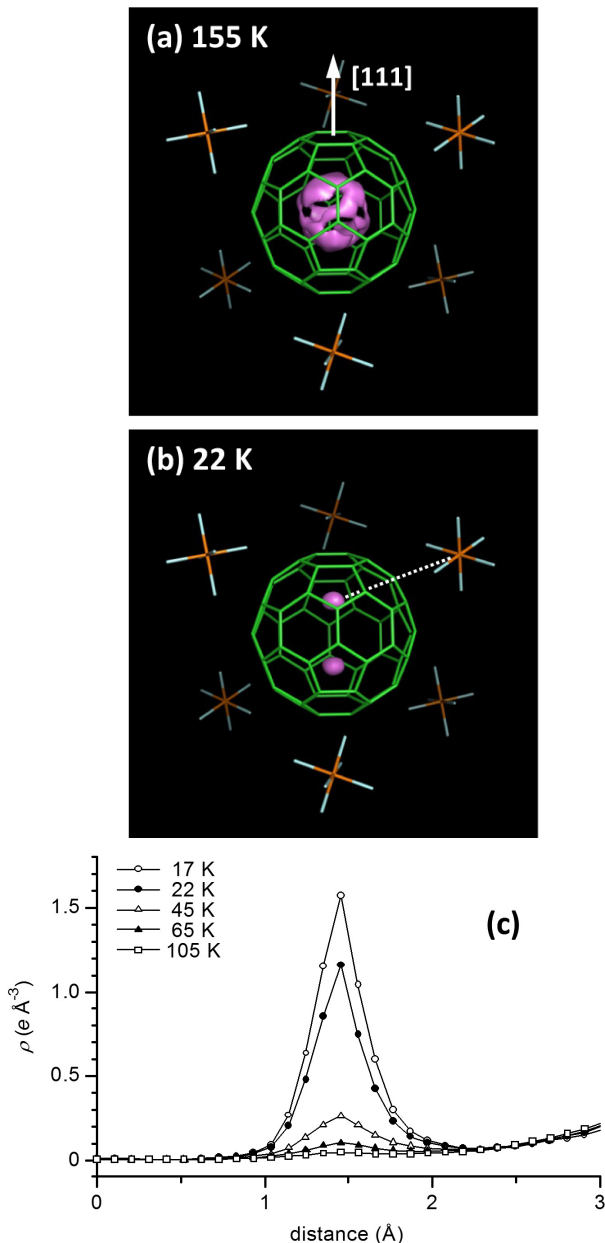 (a) 155 K
[111]
(b) 22 K
17 K
22 K
45 K
65 K
105 K
(c)
1.5
1.0
0.5
0
ρ (e Å⁻³)
0 1 2 3
distance (Å)